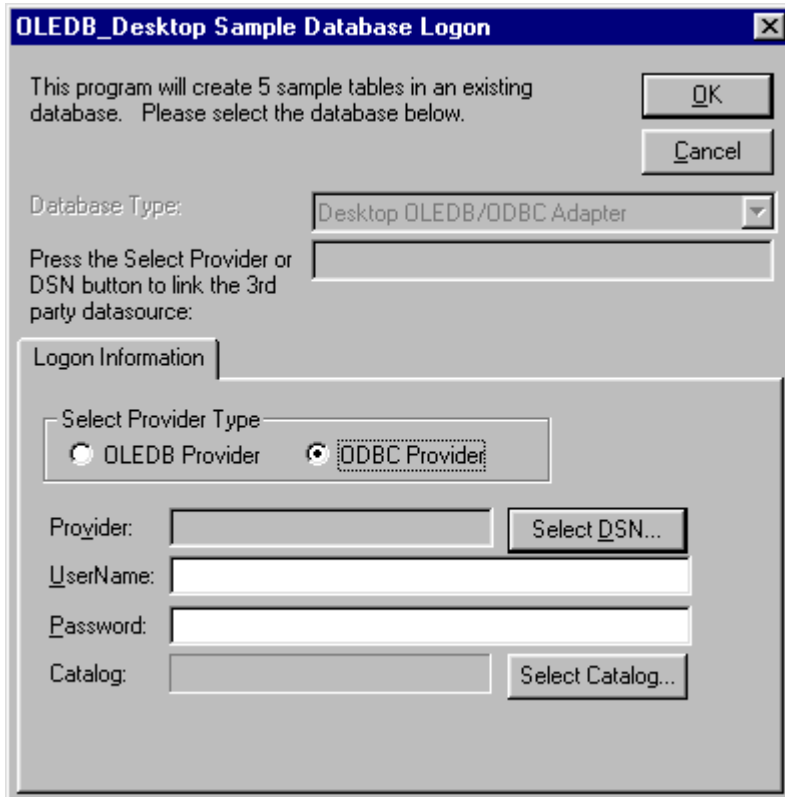 OLEDB_Desktop Sample Database Logon
This program will create 5 sample tables in an existing
database.   Please select the database below.
OK
Cancel
Database Type:
Desktop OLEDB/ODBC Adapter
Press the Select Provider or
DSN button to link the 3rd
party datasource:
Logon Information
Select Provider Type
OLEDB Provider
ODBC Provider
Provider:
Select DSN...
UserName:
Password:
Catalog:
Select Catalog...